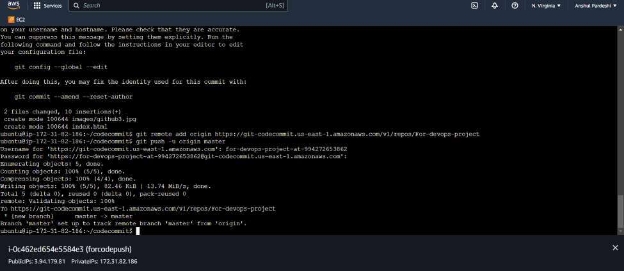 aws
Services
Search
[Alt+S]
N. Virginia
Anshul Pardeshi
EC2
on your username and hostname. Please check that they are accurate.
You can suppress this message by setting them explicitly. Run the
following command and follow the instructions in your editor to edit
your configuration file:
git config --global --edit
After doing this, you may fix the identity used for this commit with:
git commit --amend --reset-author
2 files changed, 10 insertions(+)
create mode 100644 images/github3.jpg
create mode 100644 index.html
ubuntu@ip-172-31-82-186:~/codecommit$ git remote add origin https://git-codecommit.us-east-1.amazonaws.com/v1/repos/For-devops-project
ubuntu@ip-172-31-82-186:~/codecommit$ git push -u origin master
Username for 'https://git-codecommit.us-east-1.amazonaws.com': for-devops-project-at-994272653862
Password for 'https://for-devops-project-at-994272653862@git-codecommit.us-east-1.amazonaws.com':
Enumerating objects: 5, done.
Counting objects: 100% (5/5), done.
Compressing objects: 100% (4/4), done.
Writing objects: 100% (5/5), 82.46 KiB | 13.74 MiB/s, done.
Total 5 (delta 0), reused 0 (delta 0), pack-reused 0
remote: Validating objects: 100%
To https://git-codecommit.us-east-1.amazonaws.com/v1/repos/For-devops-project
* [new branch] master -> master
Branch 'master' set up to track remote branch 'master' from 'origin'.
ubuntu@ip-172-31-82-186:~/codecommit$
i-0c462ed654e5584e3 (forcodepush)
PublicIPs: 3.94.179.81 PrivateIPs: 172.31.82.186